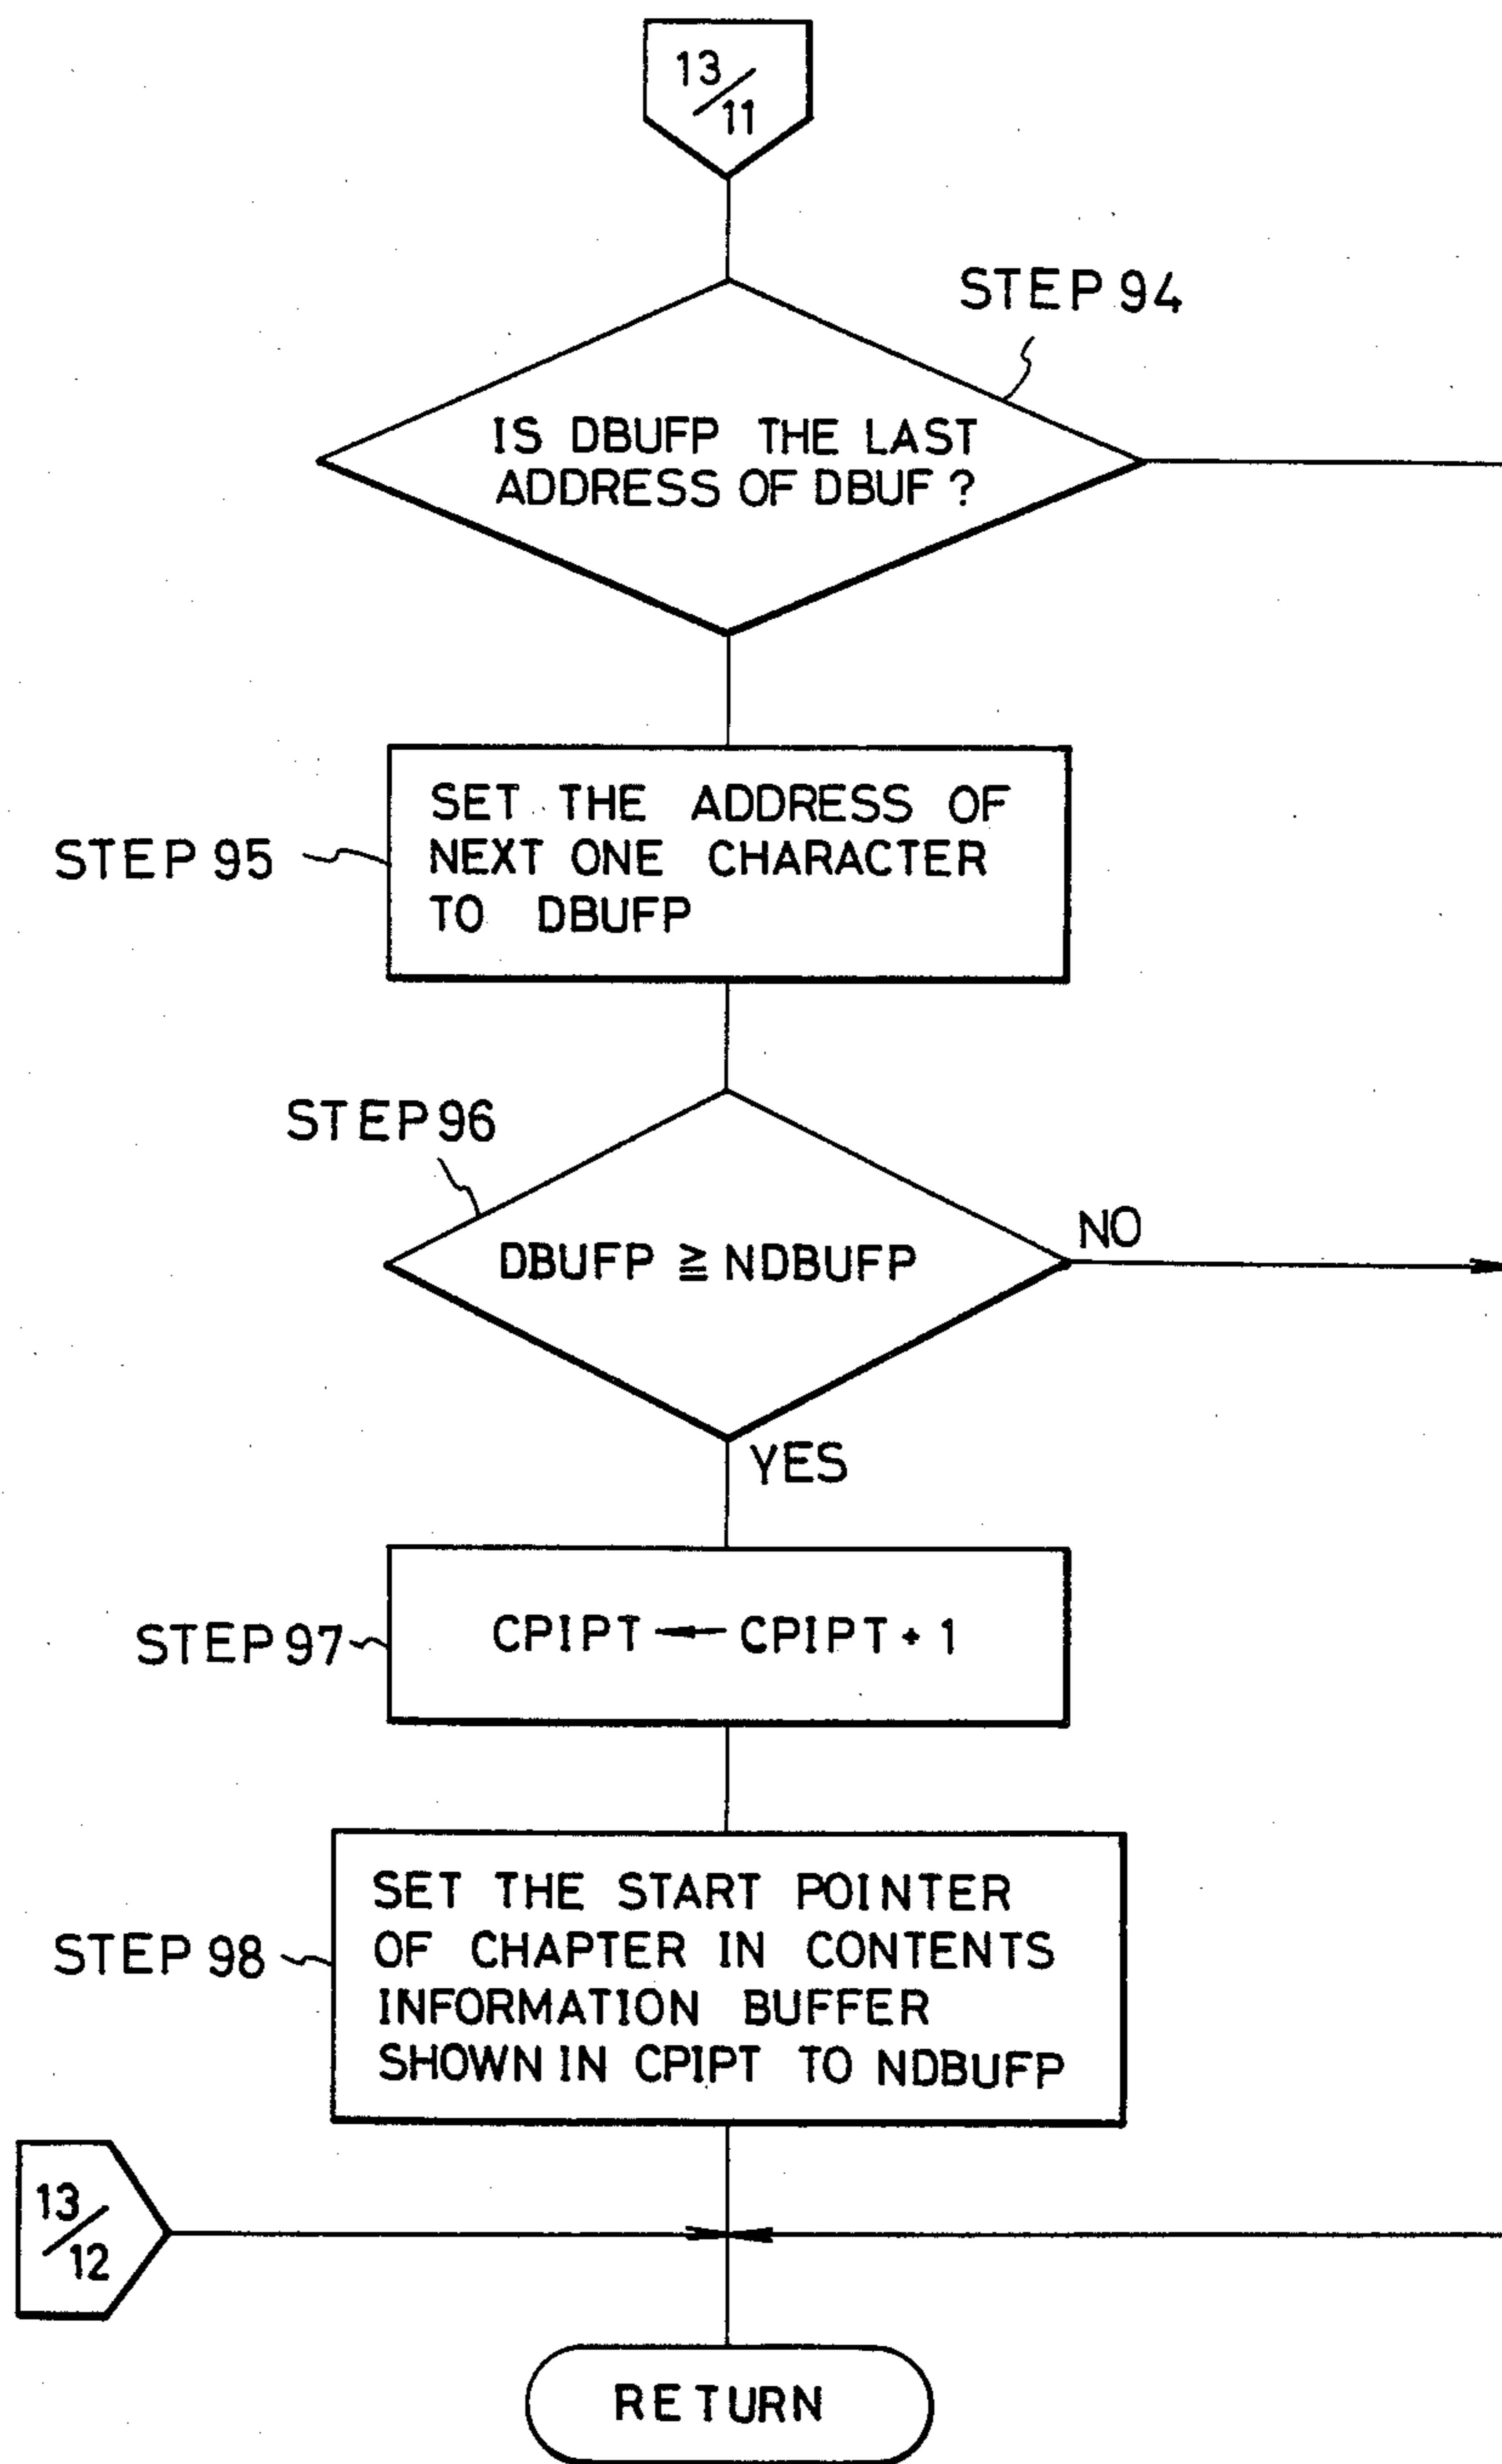 13/11
STEP 94
IS DBUFP THE LAST
ADDRESS OF DBUF ?
SET THE ADDRESS OF
NEXT ONE CHARACTER
TO DBUFP
STEP 95
STEP 96
DBUFP ≧ NDBUFP
NO
YES
CPIPT ← CPIPT + 1
STEP 97
SET THE START POINTER
OF CHAPTER IN CONTENTS
INFORMATION BUFFER
SHOWN IN CPIPT TO NDBUFP
STEP 98
13/12
RETURN